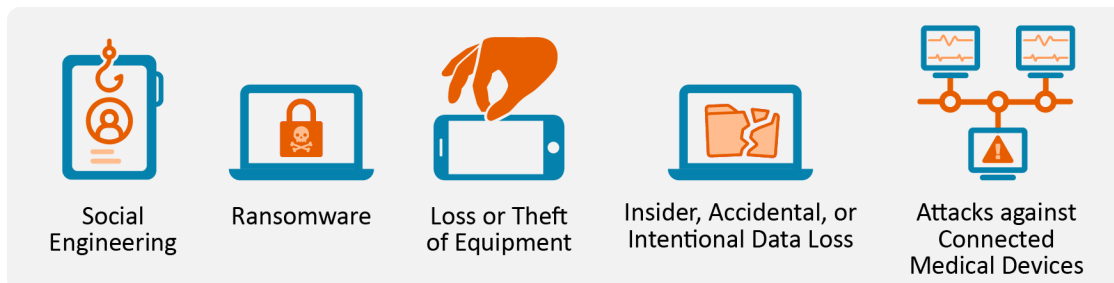 Social
Engineering
Ransomware
Loss or Theft
of Equipment
Insider, Accidental, or
Intentional Data Loss
Attacks against
Connected
Medical Devices